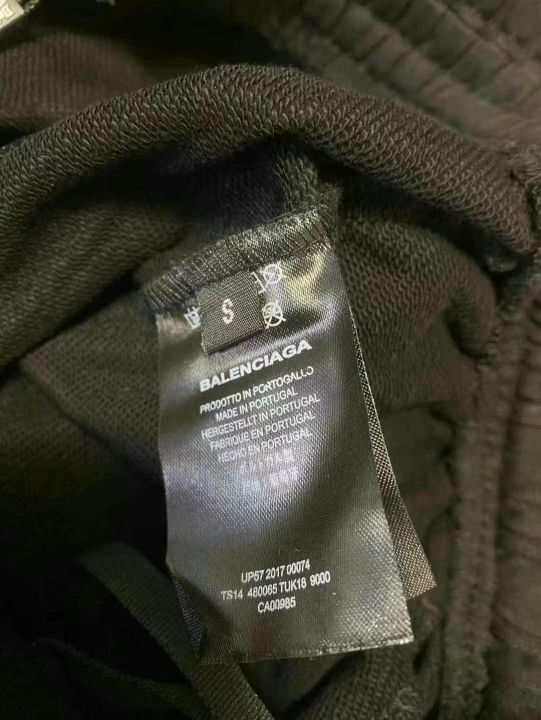 S
BALENCIAGA
PRODOTTO IN PORTOGALLO
MADE IN PORTUGAL
HERGESTELLT IN PORTUGAL
FABRIQUE EN PORTUGAL
HECHO EN PORTUGAL
UP57 2017 00074
TS14 480085 TUK18 9000
CA00985